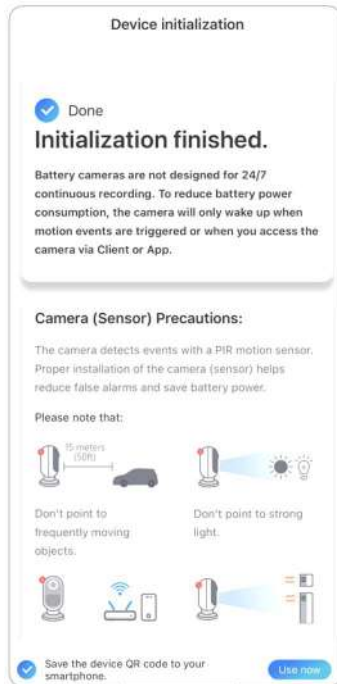 Device initialization
Done
Initialization finished.
Battery cameras are not designed for 24/7
continuous recording. To reduce battery power
consumption, the camera will only wake up when
motion events are triggered or when you access the
camera via Client or App.
Camera (Sensor) Precautions:
The camera detects events with a PIR motion sensor.
Proper installation of the camera (sensor) helps
reduce false alarms and save battery power.
Please note that:
15 meters
(50ft)
Don't point to
frequently moving
objects.
Don't point to strong
light.
Save the device QR code to your
smartphone.
Use now